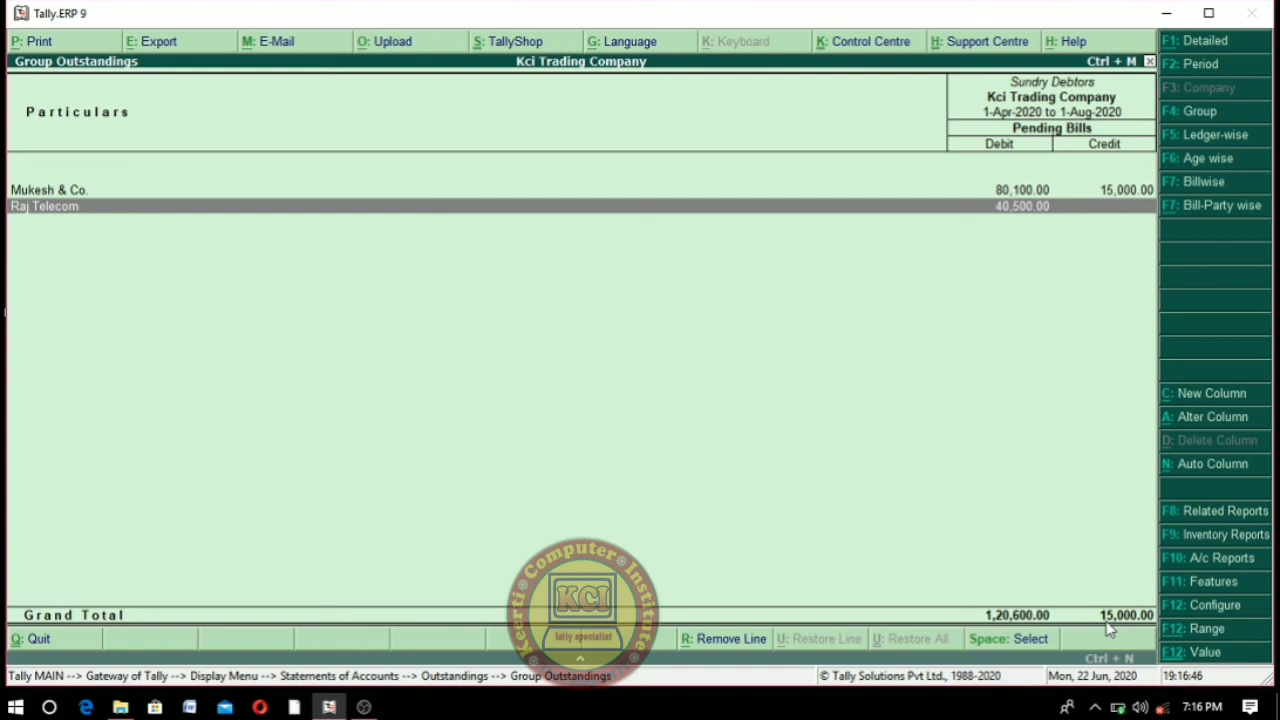 Tally.ERP 9
P: Print E: Export M: E-Mail O: Upload S: TallyShop G: Language K: Keyboard K: Control Centre H: Support Centre H: Help
Group Outstandings Kci Trading Company Ctrl + M
Particulars
Sundry Debtors
Kci Trading Company
1-Apr-2020 to 1-Aug-2020
Pending Bills
Debit Credit
Mukesh & Co. 80,100.00 15,000.00
Raj Telecom 40,500.00
Grand Total 1,20,600.00 15,000.00
Q: Quit R: Remove Line U: Restore Line U: Restore All Space: Select
Ctrl + N
F1: Detailed
F2: Period
F3: Company
F4: Group
F5: Ledger-wise
F6: Age wise
F7: Billwise
F7: Bill-Party wise
C: New Column
A: Alter Column
D: Delete Column
N: Auto Column
F8: Related Reports
F9: Inventory Reports
F10: A/c Reports
F11: Features
F12: Configure
F12: Range
F12: Value
Keerti Computer Institute
KCI
Tally specialist
Tally MAIN --> Gateway of Tally --> Display Menu --> Statements of Accounts --> Outstandings --> Group Outstandings © Tally Solutions Pvt Ltd., 1988-2020 Mon, 22 Jun, 2020 19:16:46
7:16 PM